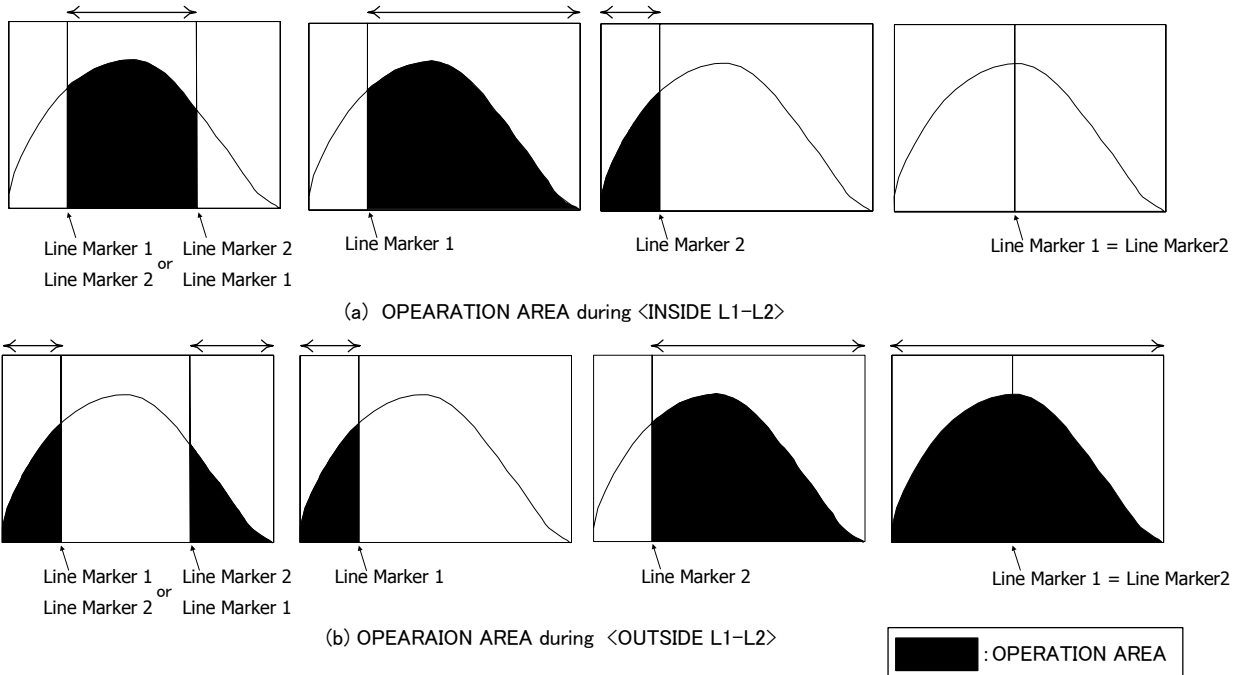 Line Marker 1
Line Marker 2
or
Line Marker 2
Line Marker 1
Line Marker 1
Line Marker 2
Line Marker 1 = Line Marker2
(a) OPEARATION AREA during <INSIDE L1-L2>
Line Marker 1
Line Marker 2
or
Line Marker 2
Line Marker 1
Line Marker 1
Line Marker 2
Line Marker 1 = Line Marker2
(b) OPEARAION AREA during <OUTSIDE L1-L2>
: OPERATION AREA